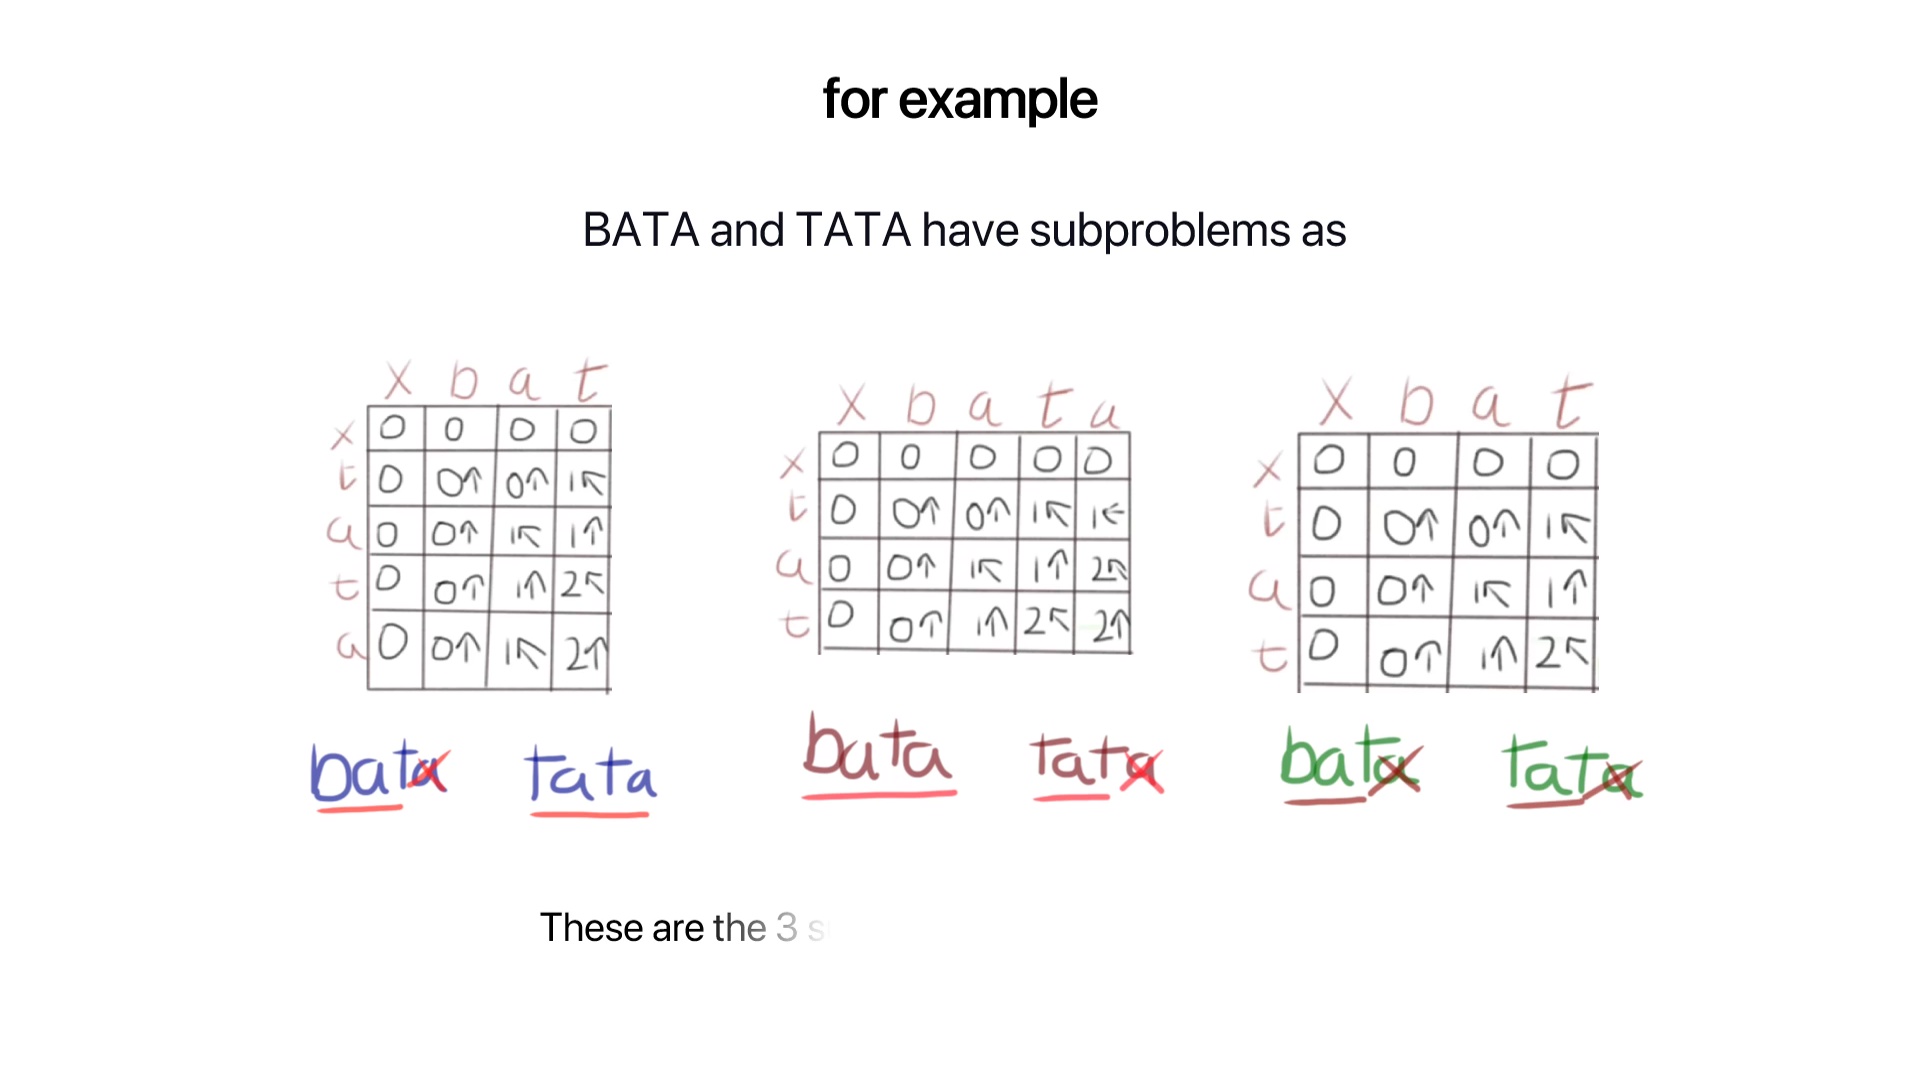 for example
BATA and TATA have subproblems as
x b a t
x 0 0 0 0
t 0 0↑ 0↑ 1↖
a 0 0↑ 1↖ 1↑
t 0 0↑ 1↑ 2↖
a 0 0↑ 1↖ 2↑
bata tata
x b a t a
x 0 0 0 0 0
t 0 0↑ 0↑ 1↖ 1←
a 0 0↑ 1↖ 1↑ 2↖
t 0 0↑ 1↑ 2↖ 2↑
bata tata
x b a t
x 0 0 0 0
t 0 0↑ 0↑ 1↖
a 0 0↑ 1↖ 1↑
t 0 0↑ 1↑ 2↖
bata tata
These are the 3 s